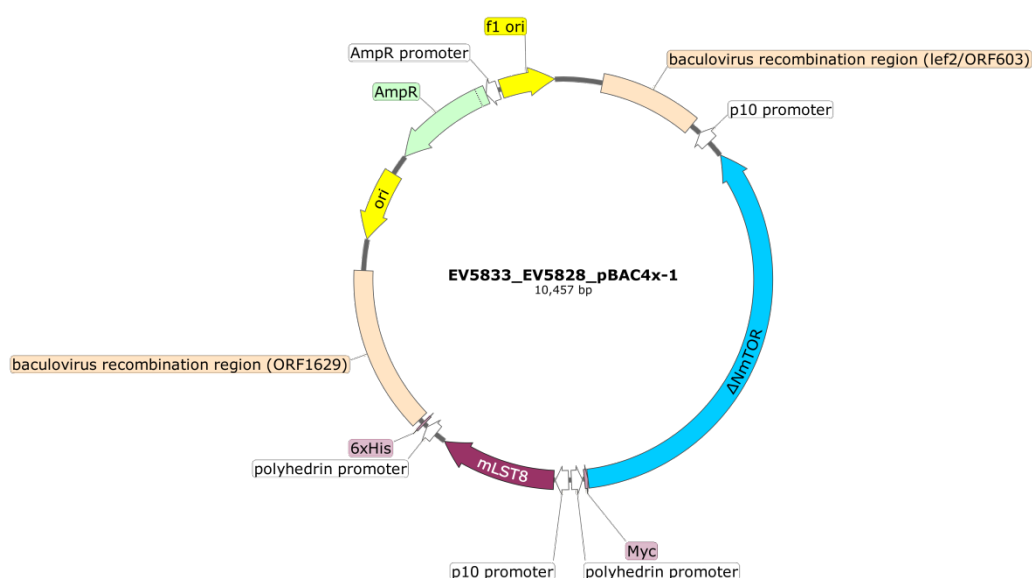 f1 ori
AmpR promoter
baculovirus recombination region (lef2/ORF603)
AmpR
p10 promoter
ori
EV5833_EV5828_pBAC4x-1
10,457 bp
ΔNmTOR
baculovirus recombination region (ORF1629)
6xHis
polyhedrin promoter
mLST8
Myc
p10 promoter
polyhedrin promoter